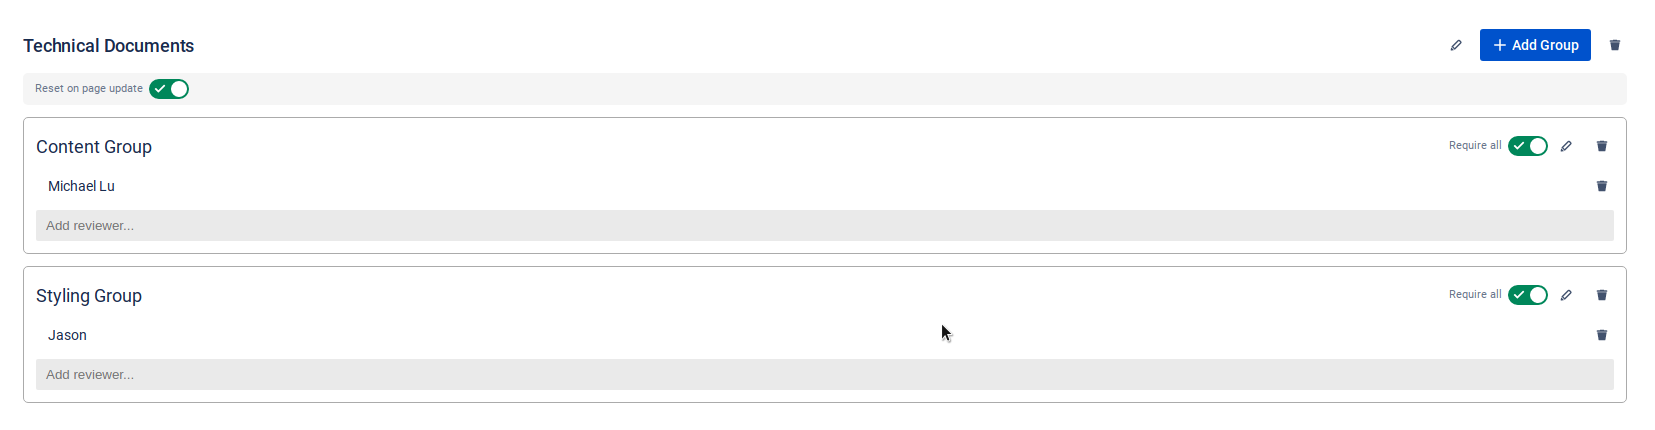 Technical Documents
Add Group
Reset on page update
Content Group
Require all
Michael Lu
Add reviewer...
Styling Group
Require all
Jason
Add reviewer...